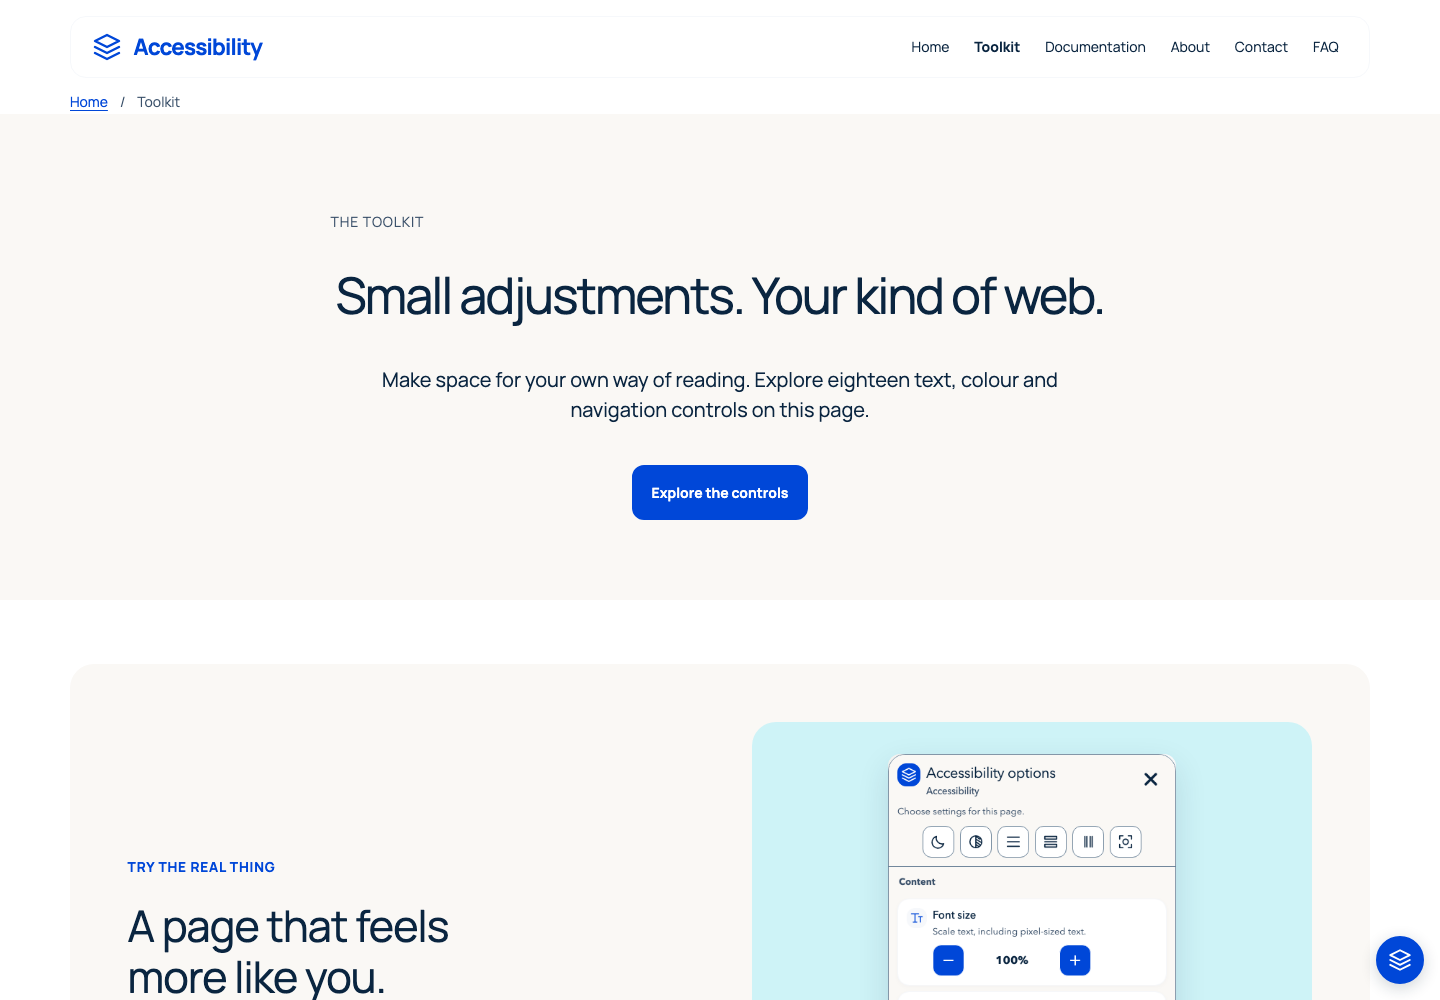 Accessibility
Home
Toolkit
Documentation
About
Contact
FAQ
Home / Toolkit
THE TOOLKIT
Small adjustments. Your kind of web.
Make space for your own way of reading. Explore eighteen text, colour and
navigation controls on this page.
Explore the controls
TRY THE REAL THING
A page that feels
more like you.
Accessibility options
Accessibility
Choose settings for this page.
Content
Font size
Scale text, including pixel-sized text.
− 100% +